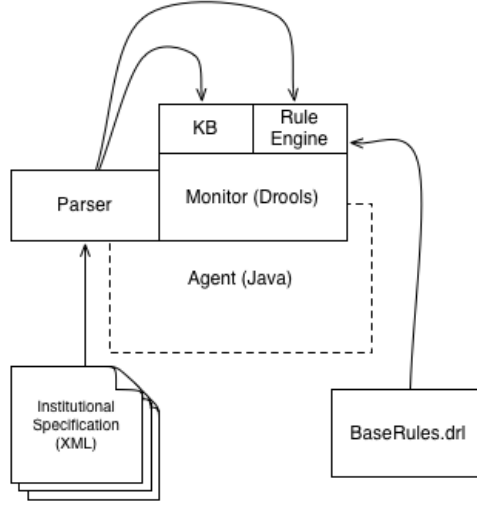 KB
Rule
Engine
Parser
Monitor (Drools)
Agent (Java)
Institutional
Specification
(XML)
BaseRules.drl